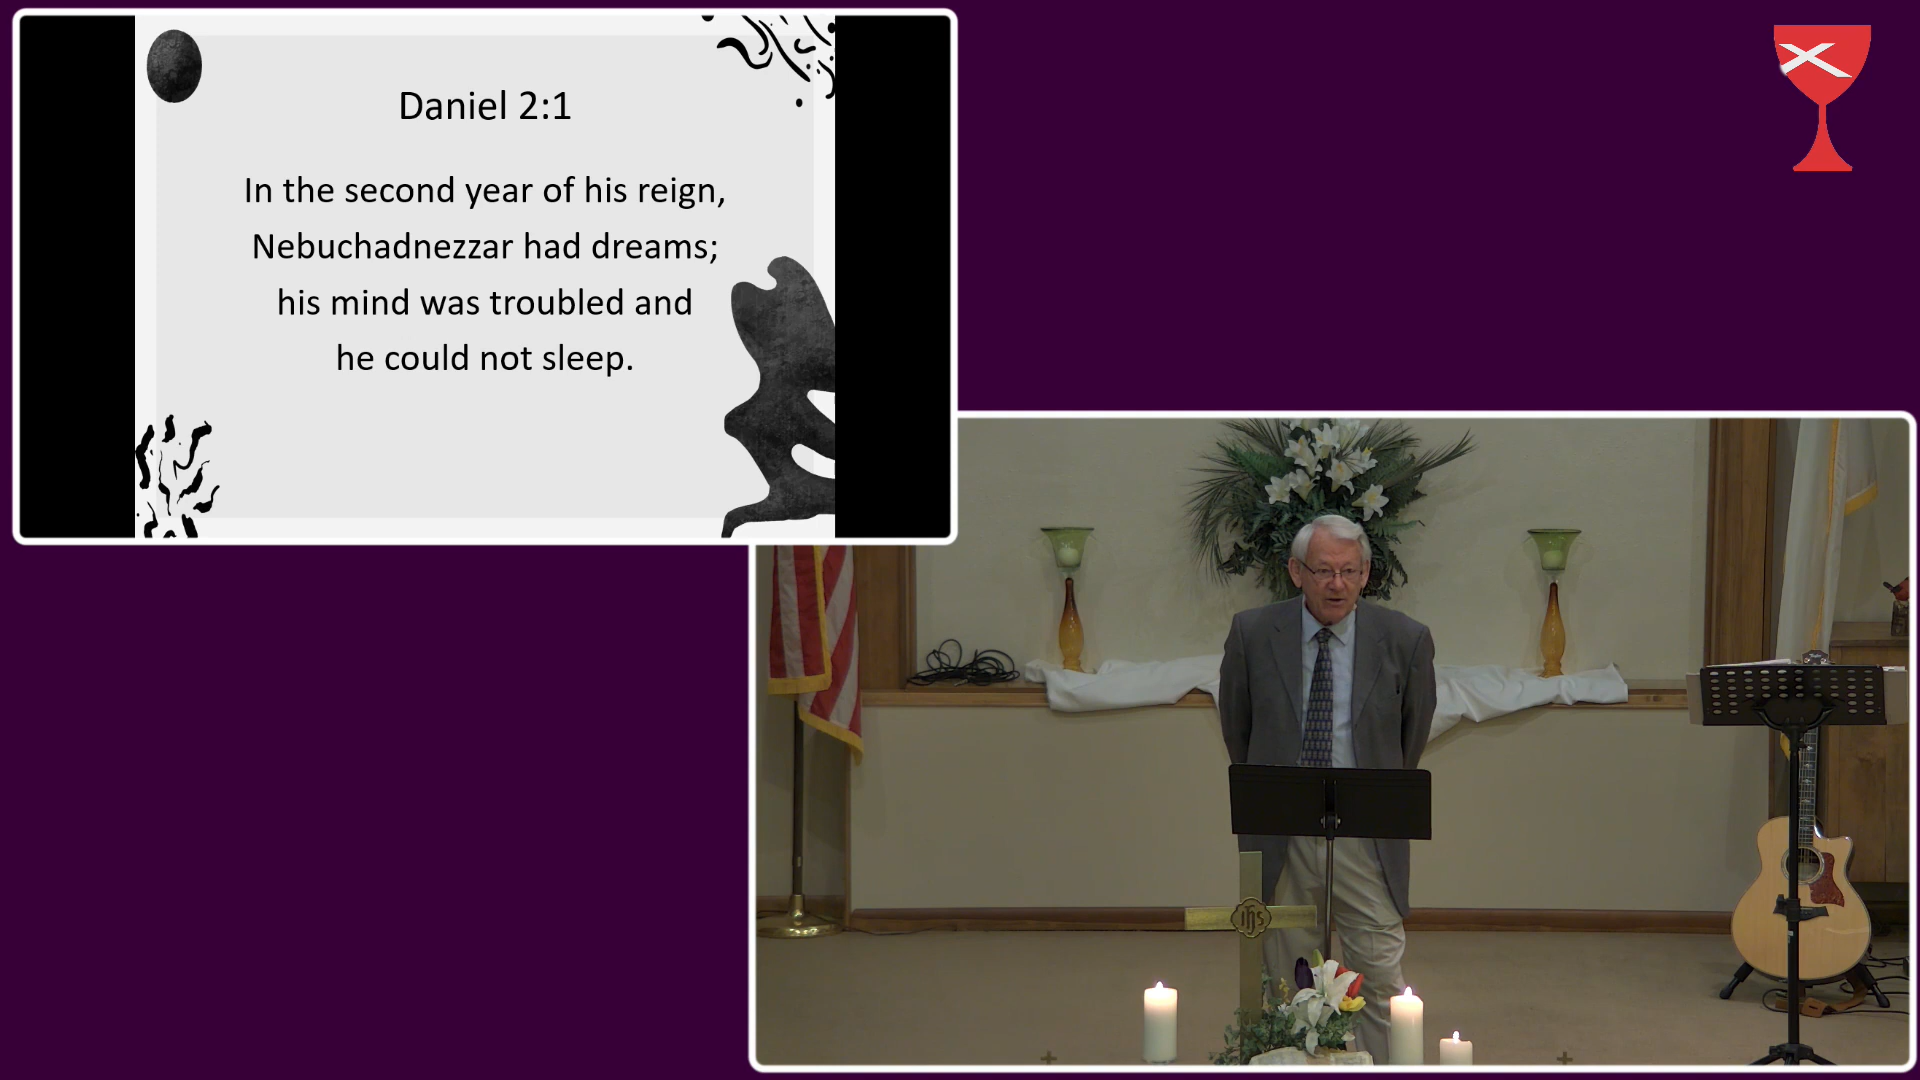 Daniel 2:1
In the second year of his reign,
Nebuchadnezzar had dreams;
his mind was troubled and
he could not sleep.
ihs